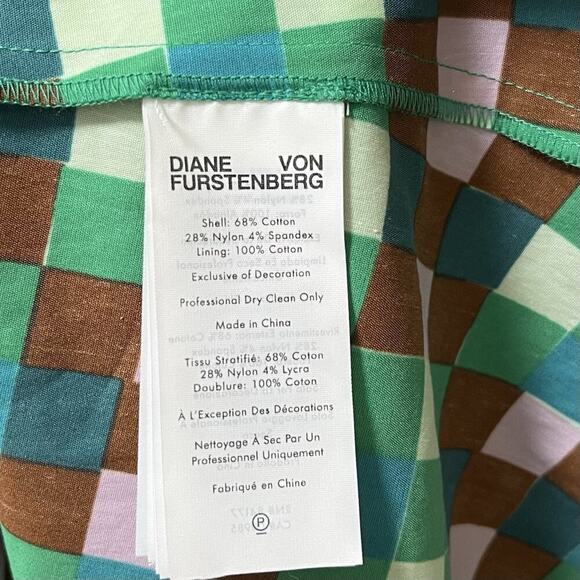 DIANE VON
FURSTENBERG
Shell: 68% Cotton
28% Nylon 4% Spandex
Lining: 100% Cotton
Exclusive of Decoration
Professional Dry Clean Only
Made in China
Tissu Stratifié: 68% Coton
28% Nylon 4% Lycra
Doublure: 100% Coton
À L'Exception Des Décorations
Nettoyage À Sec Par Un
Professionnel Uniquement
Fabriqué en Chine
P